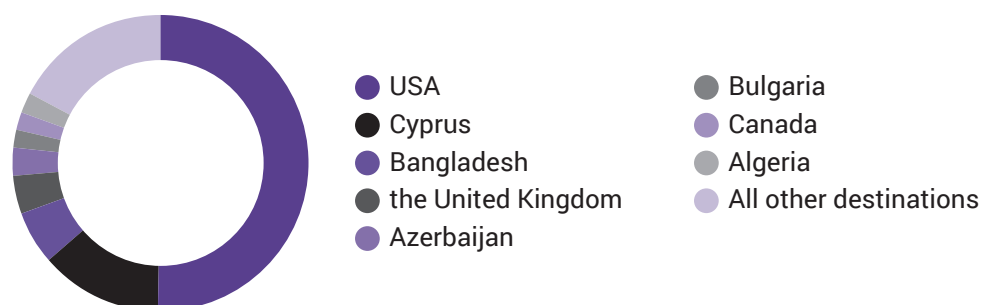 USA
Cyprus
Bangladesh
the United Kingdom
Azerbaijan
Bulgaria
Canada
Algeria
All other destinations